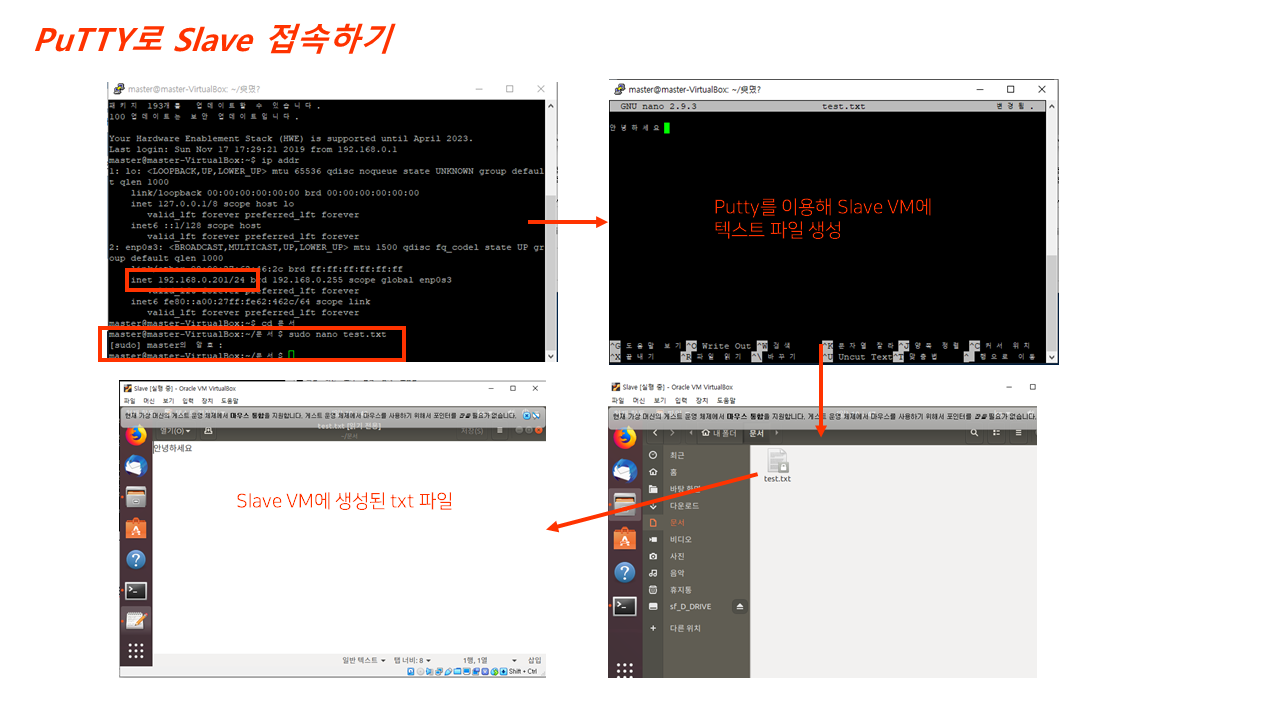 PuTTY로 Slave 접속하기
master@master-VirtualBox: ~/臾몄?
패키지 193개를 업데이트할 수 있습니다.
100 업데이트는 보안 업데이트입니다.
Your Hardware Enablement Stack (HWE) is supported until April 2023.
Last login: Sun Nov 17 17:29:21 2019 from 192.168.0.1
master@master-VirtualBox:~$ ip addr
1: lo: <LOOPBACK,UP,LOWER_UP> mtu 65536 qdisc noqueue state UNKNOWN group defaul
t qlen 1000
link/loopback 00:00:00:00:00:00 brd 00:00:00:00:00:00
inet 127.0.0.1/8 scope host lo
valid_lft forever preferred_lft forever
inet6 ::1/128 scope host
valid_lft forever preferred_lft forever
2: enp0s3: <BROADCAST,MULTICAST,UP,LOWER_UP> mtu 1500 qdisc fq_codel state UP gr
oup default qlen 1000
brd ff:ff:ff:ff:ff:ff
inet 192.168.0.201/24 brd 192.168.0.255 scope global enp0s3
valid_lft forever preferred_lft forever
inet6 fe80::a00:27ff:fe62:462c/64 scope link
valid_lft forever preferred_lft forever
master@master-VirtualBox:~$ cd 문서
master@master-VirtualBox:~/문서$ sudo nano test.txt
[sudo] master의 암호:
master@master-VirtualBox:~/문서$
master@master-VirtualBox: ~/臾몄?
GNU nano 2.9.3 test.txt 변경됨.
안녕하세요
Putty를 이용해 Slave VM에
텍스트 파일 생성
^G 도움말 보기 ^O Write Out ^W 검색 ^K 문자열 잘라 ^J 양쪽 정렬 ^C 커서 위치
^X 끝내기 ^R 파일 읽기 ^\ 바꾸기 ^U Uncut Text ^T 맞춤법 ^_ 행으로 이동
Slave [실행 중] - Oracle VM VirtualBox
파일 머신 보기 입력 장치 도움말
현재 가상 머신의 게스트 운영 체제에서 마우스 통합을 지원합니다. 게스트 운영 체제에서 마우스를 사용하기 위해서 포인터를 잡을 필요가 없습니다.
열기(O) test.txt [읽기 전용] 저장(S)
~/문서
안녕하세요
Slave VM에 생성된 txt 파일
일반 텍스트 탭 너비: 8 1행, 1열 삽입
Shift + Ctrl
Slave [실행 중] - Oracle VM VirtualBox
파일 머신 보기 입력 장치 도움말
현재 가상 머신의 게스트 운영 체제에서 마우스 통합을 지원합니다. 게스트 운영 체제에서 마우스를 사용하기 위해서 포인터를 잡을 필요가 없습니다.
내 폴더 문서
최근
홈
바탕 화면
다운로드
문서
비디오
사진
음악
휴지통
sf_D_DRIVE
다른 위치
test.txt